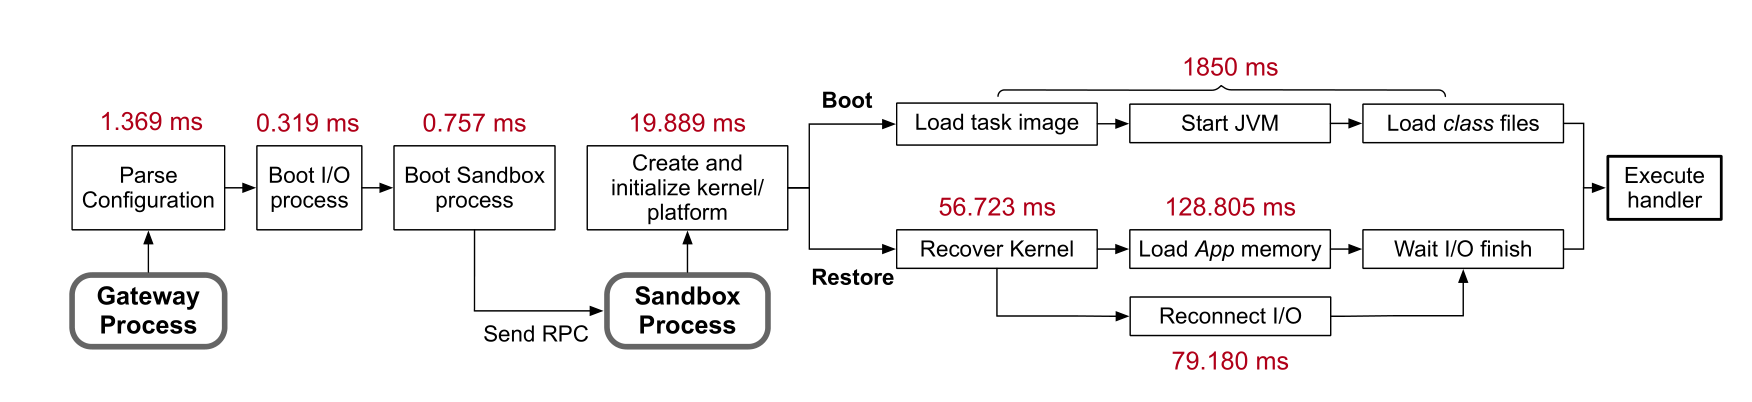 1.369 ms
Parse
Configuration
Gateway
Process
0.319 ms
Boot I/O
process
0.757 ms
Boot Sandbox
process
Send RPC
19.889 ms
Create and
initialize kernel/
platform
Sandbox
Process
Boot
1850 ms
Load task image
Start JVM
Load class files
Restore
56.723 ms
Recover Kernel
128.805 ms
Load App memory
Wait I/O finish
Reconnect I/O
79.180 ms
Execute
handler